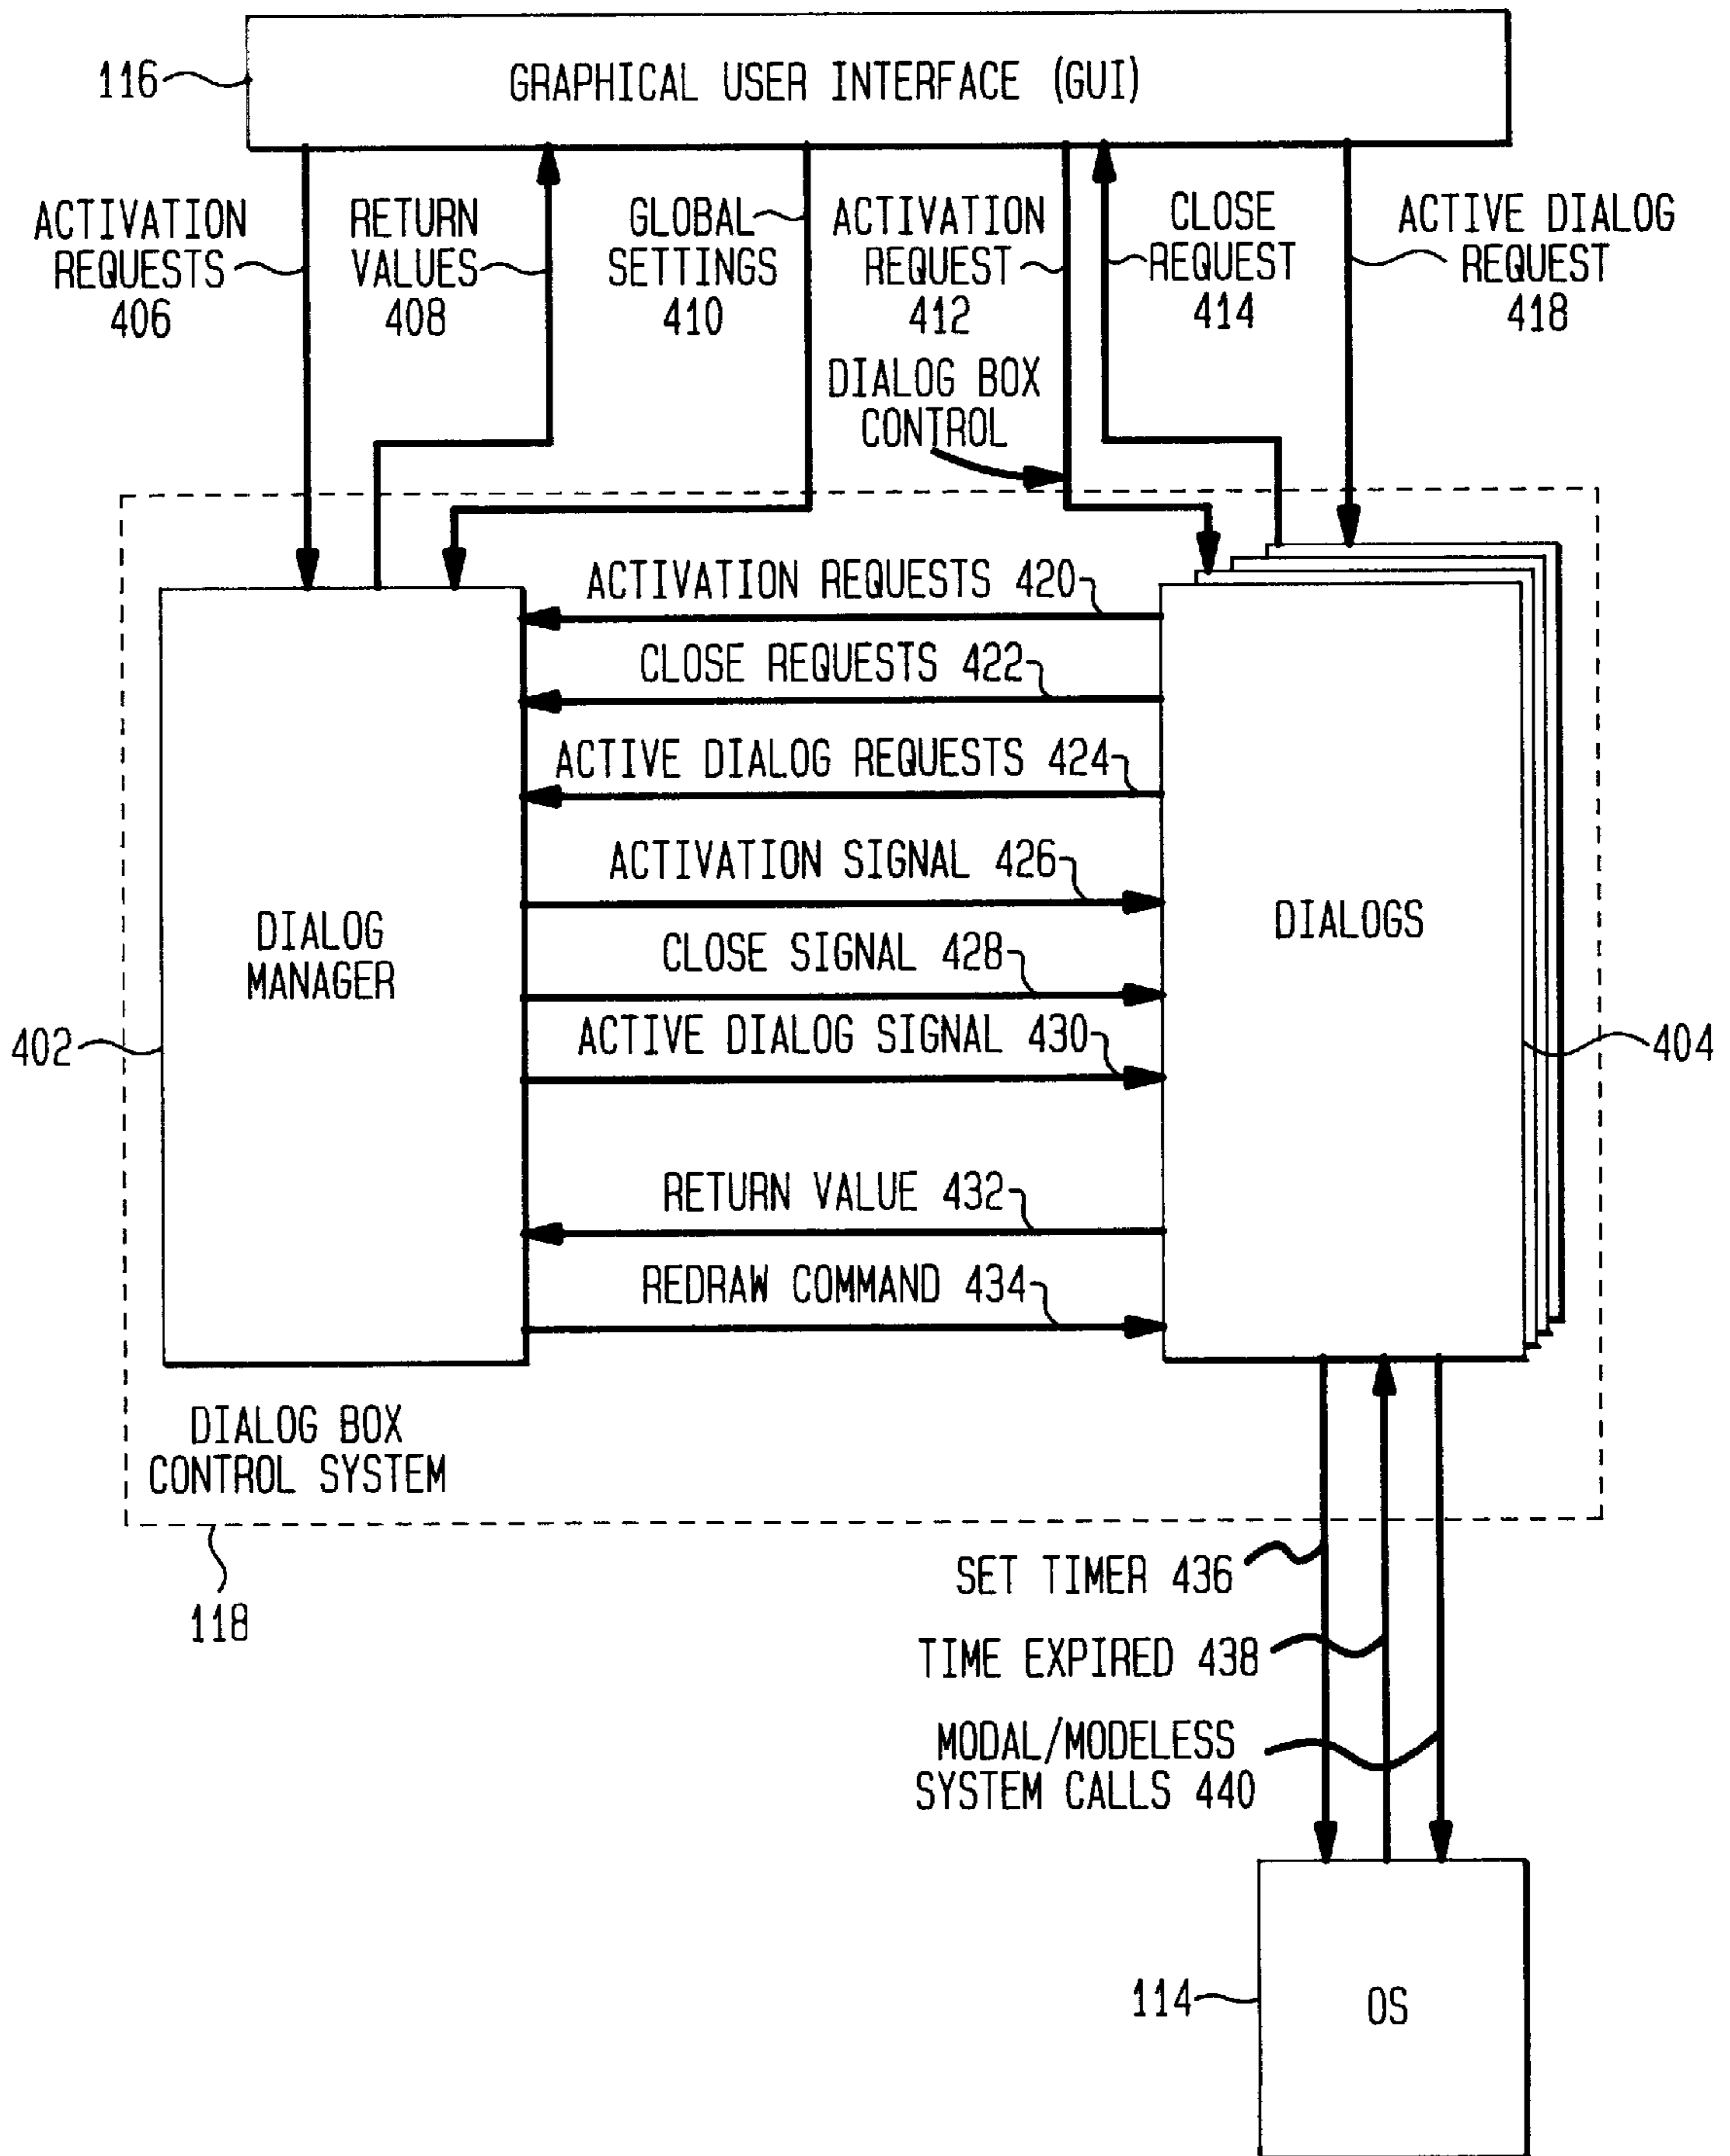 GRAPHICAL USER INTERFACE (GUI)
116
ACTIVATION
REQUESTS
406
RETURN
VALUES
408
GLOBAL
SETTINGS
410
ACTIVATION
REQUEST
412
CLOSE
REQUEST
414
ACTIVE DIALOG
REQUEST
418
DIALOG BOX
CONTROL
ACTIVATION REQUESTS 420
CLOSE REQUESTS 422
ACTIVE DIALOG REQUESTS 424
ACTIVATION SIGNAL 426
CLOSE SIGNAL 428
ACTIVE DIALOG SIGNAL 430
RETURN VALUE 432
REDRAW COMMAND 434
DIALOG
MANAGER
402
DIALOGS
404
DIALOG BOX
CONTROL SYSTEM
118
SET TIMER 436
TIME EXPIRED 438
MODAL/MODELESS
SYSTEM CALLS 440
114
OS